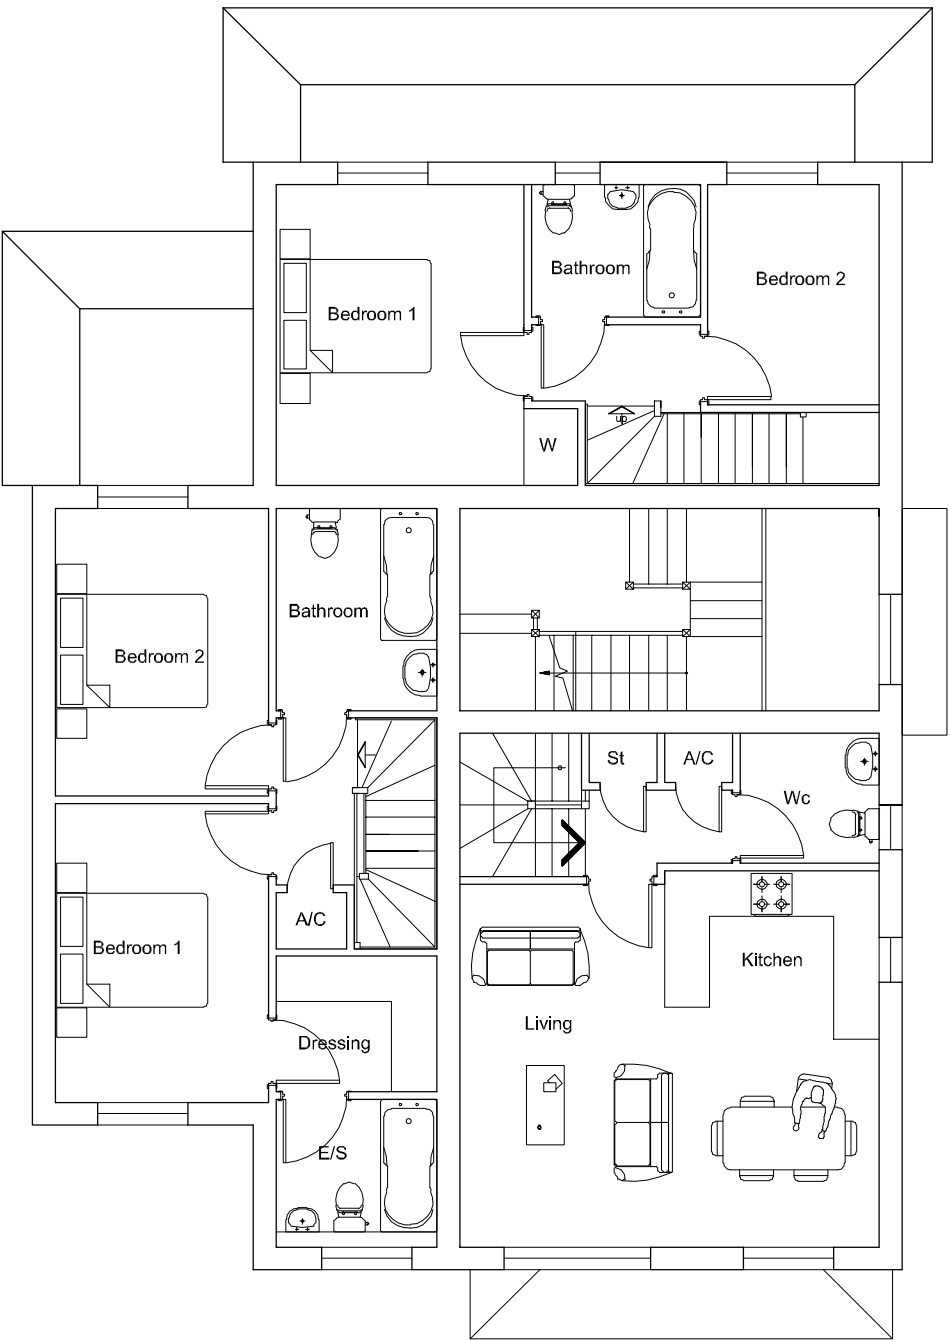 Bathroom
Bedroom 2
Bedroom 1
up
W
Bathroom
Bedroom 2
St
A/C
Wc
A/C
Bedroom 1
Kitchen
Living
Dressing
E/S